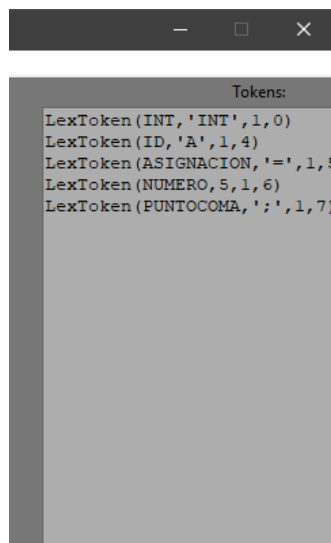 Tokens:
LexToken(INT,'INT',1,0)
LexToken(ID,'A',1,4)
LexToken(ASIGNACION,'=',1,5
LexToken(NUMERO,5,1,6)
LexToken(PUNTOCOMA,';',1,7)